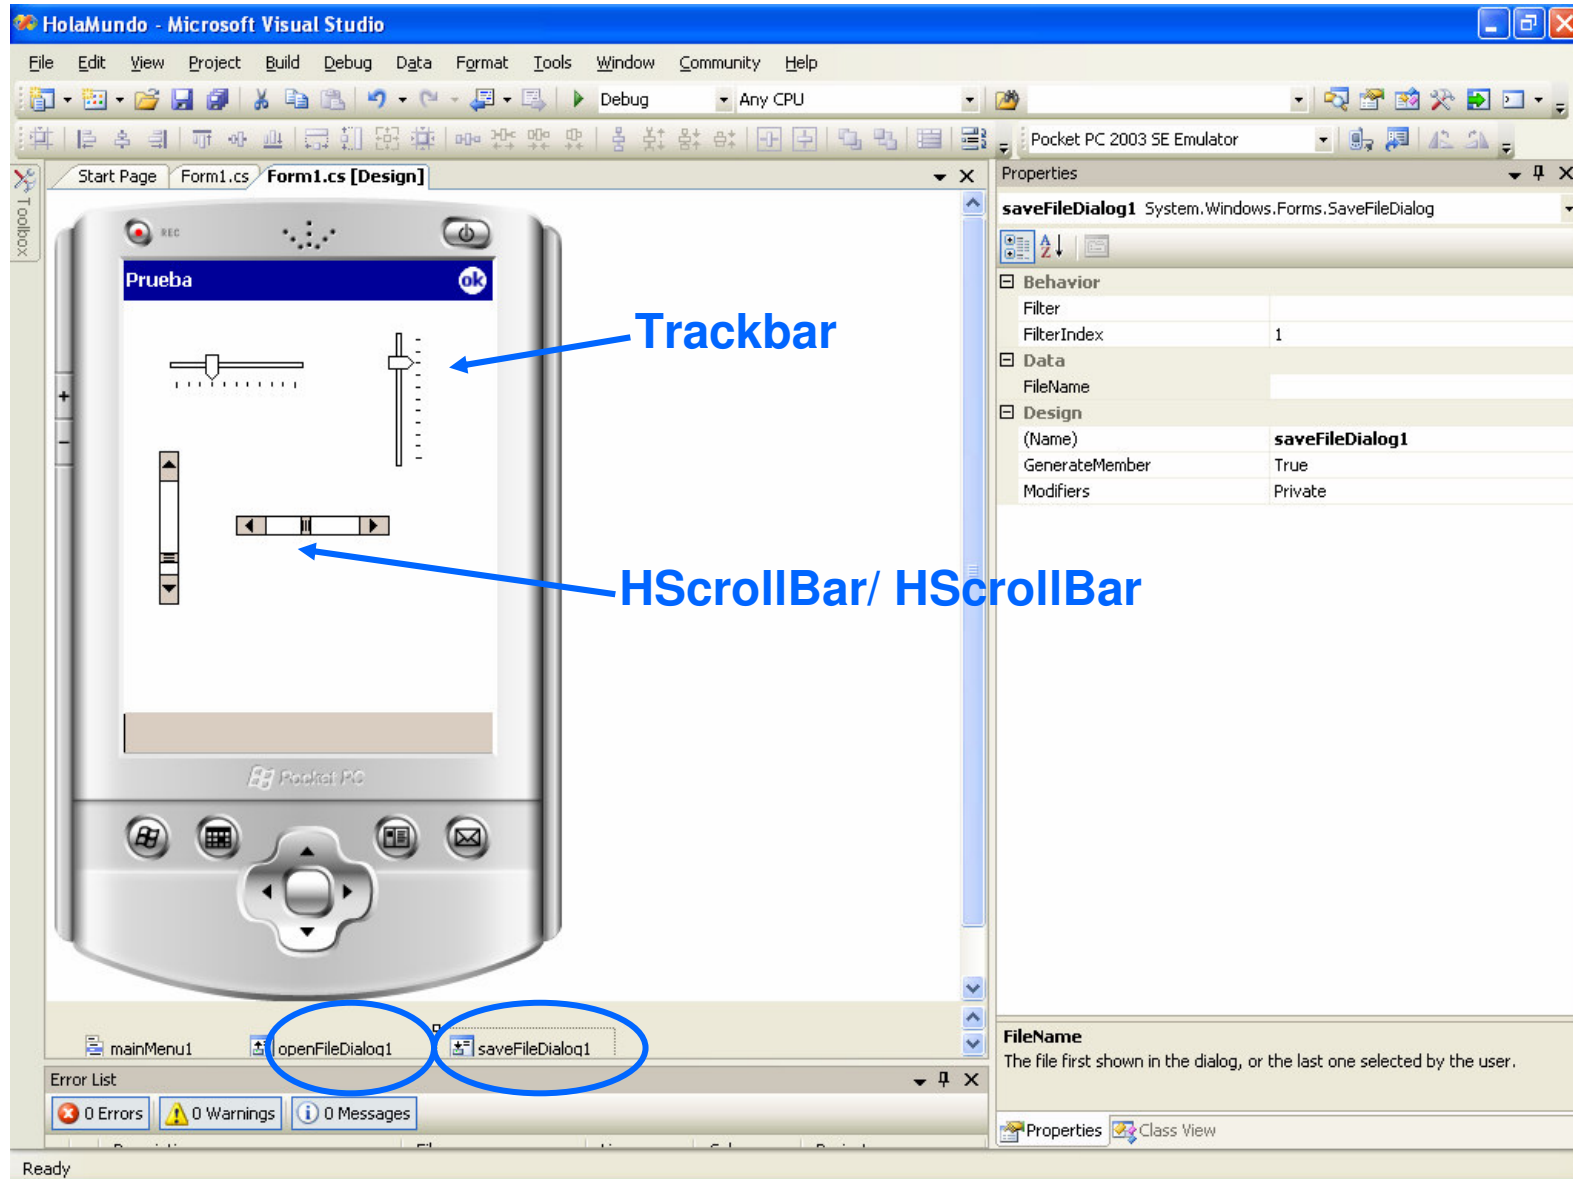 HolaMundo - Microsoft Visual Studio
File Edit View Project Build Debug Data Format Tools Window Community Help
Debug Any CPU
Pocket PC 2003 SE Emulator
Toolbox
Start Page Form1.cs Form1.cs [Design]
REC
Prueba ok
Trackbar
HScrollBar/ HScrollBar
Pocket PC
mainMenu1 openFileDialog1 saveFileDialog1
Error List
0 Errors 0 Warnings 0 Messages
Ready
Properties
saveFileDialog1 System.Windows.Forms.SaveFileDialog
Behavior
Filter
FilterIndex 1
Data
FileName
Design
(Name) saveFileDialog1
GenerateMember True
Modifiers Private
FileName
The file first shown in the dialog, or the last one selected by the user.
Properties Class View